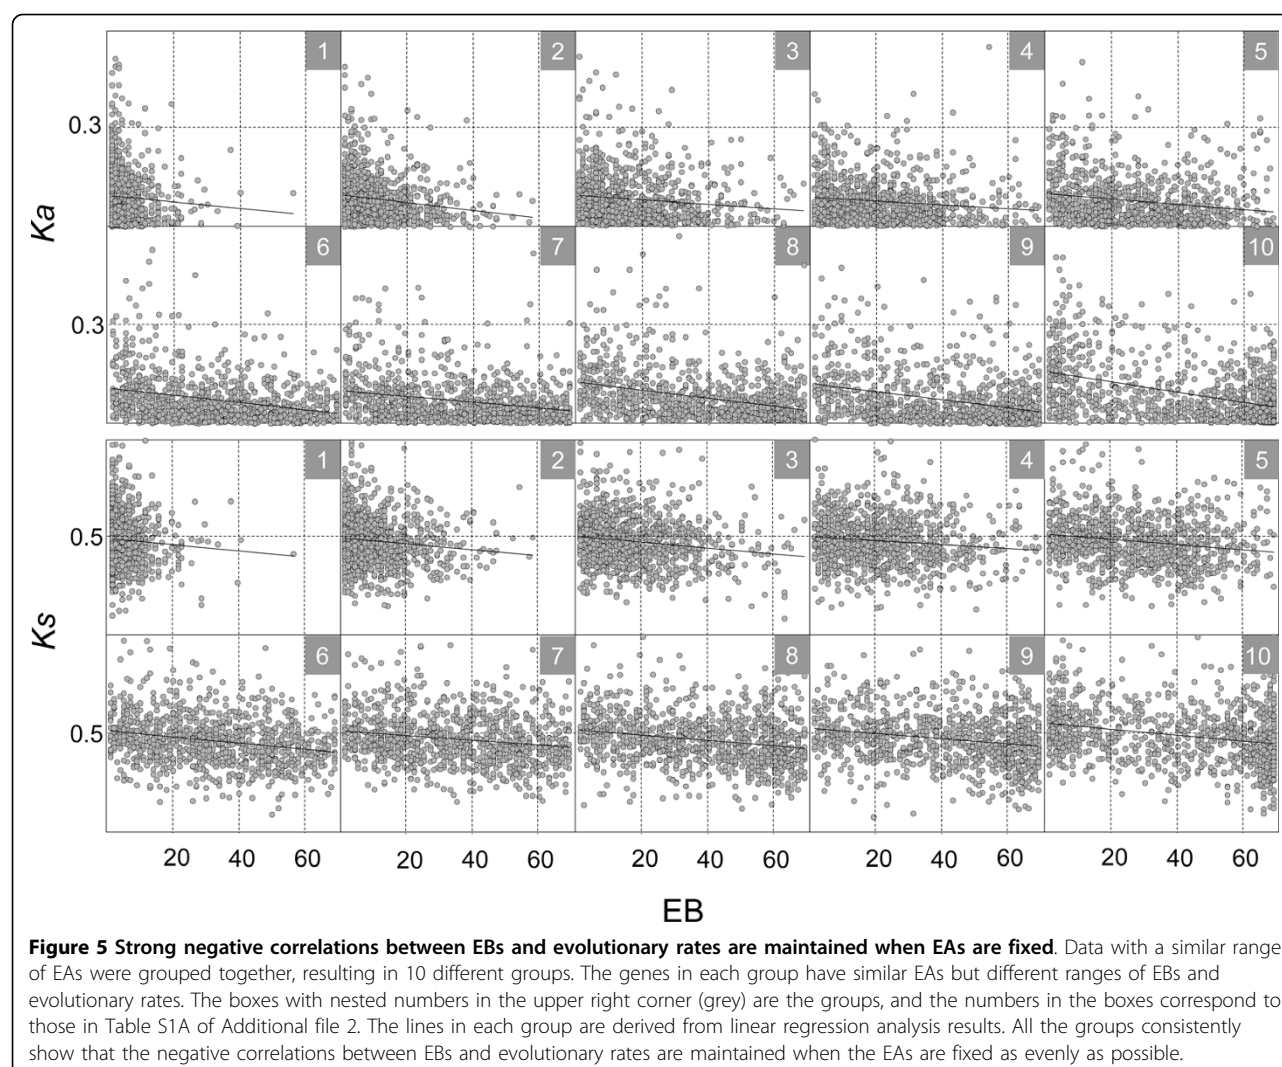 1 2 3 4 5
0.3
Ka
6 7 8 9 10
0.3
1 2 3 4 5
0.5
Ks
6 7 8 9 10
0.5
20 40 60 20 40 60 20 40 60
EB
Figure 5 Strong negative correlations between EBs and evolutionary rates are maintained when EAs are fixed. Data with a similar range
of EAs were grouped together, resulting in 10 different groups. The genes in each group have similar EAs but different ranges of EBs and
evolutionary rates. The boxes with nested numbers in the upper right corner (grey) are the groups, and the numbers in the boxes correspond to
those in Table S1A of Additional file 2. The lines in each group are derived from linear regression analysis results. All the groups consistently
show that the negative correlations between EBs and evolutionary rates are maintained when the EAs are fixed as evenly as possible.